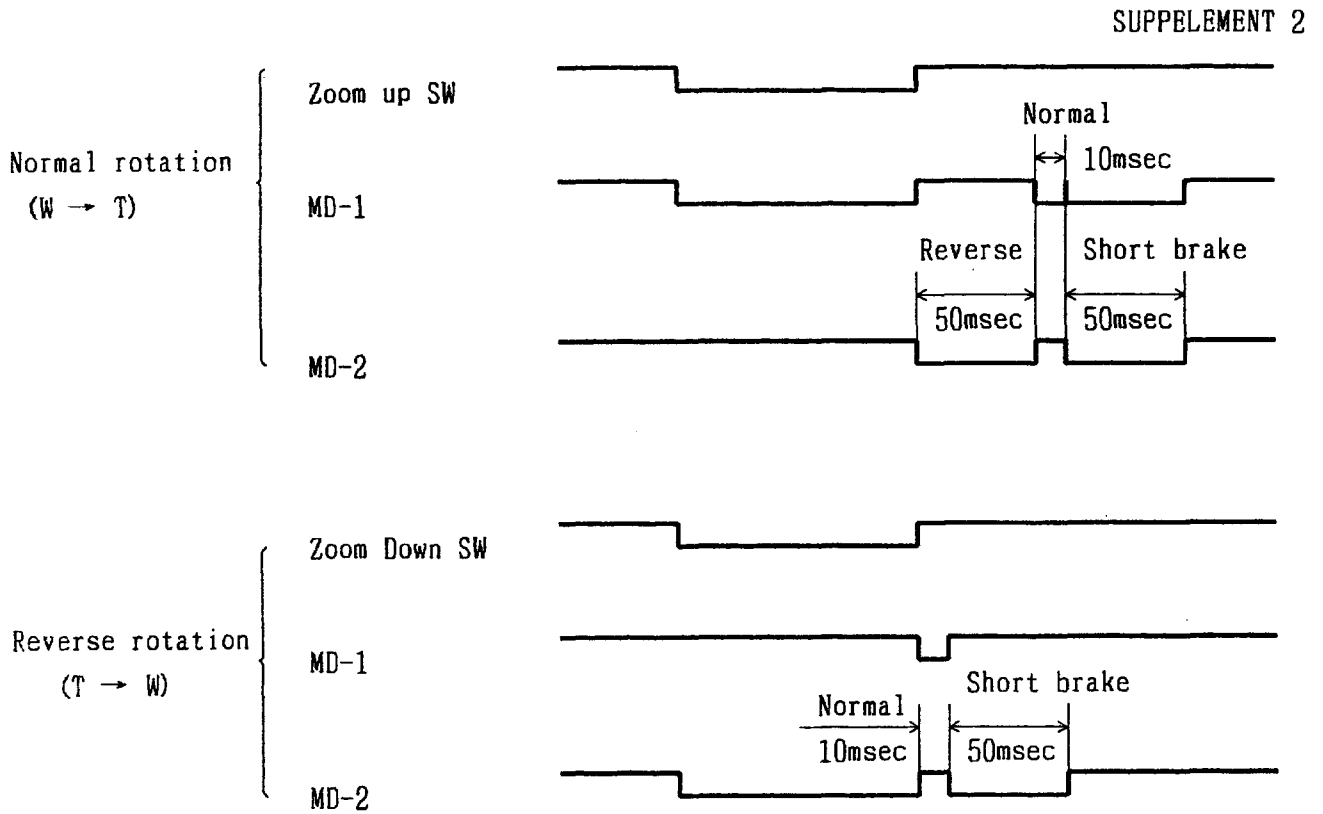 SUPPELEMENT 2
Zoom up SW
Normal
10msec
Normal rotation
(W → T)
MD-1
Reverse
Short brake
50msec
50msec
MD-2
Zoom Down SW
Reverse rotation
(T → W)
MD-1
Short brake
Normal
10msec
50msec
MD-2